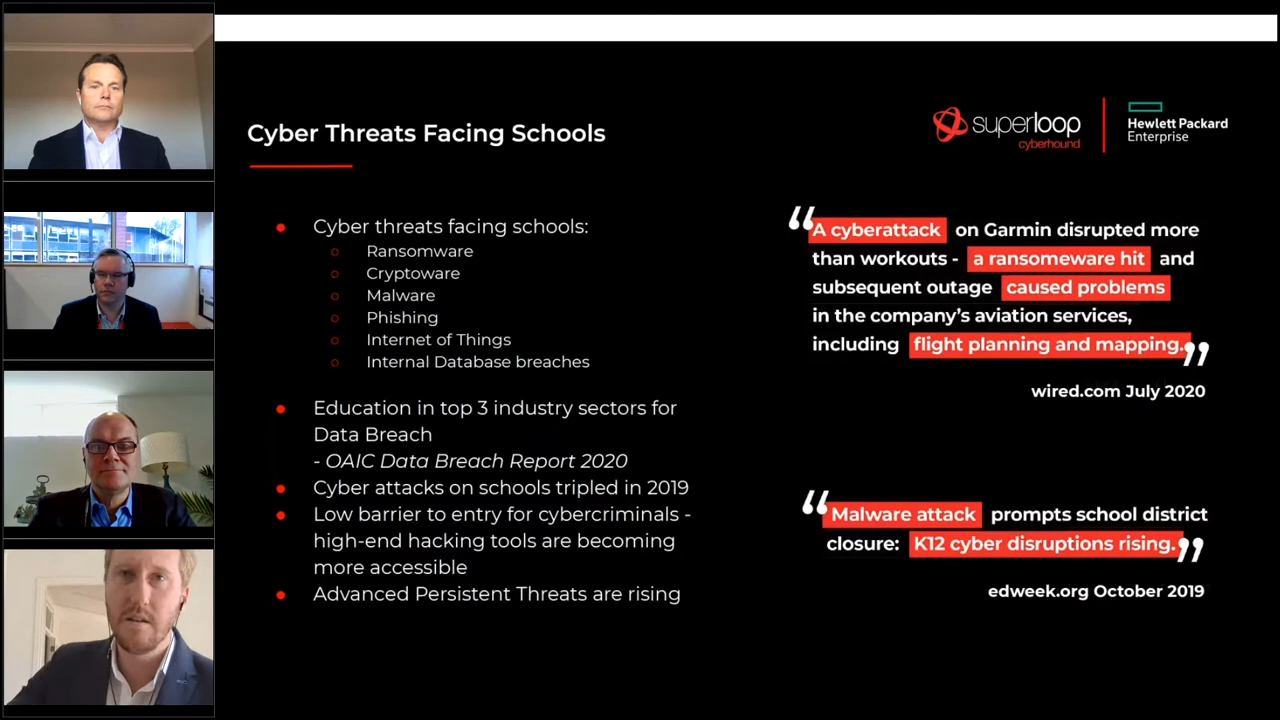 Cyber Threats Facing Schools
superloop
cyberhound
Hewlett Packard
Enterprise
● Cyber threats facing schools:
○ Ransomware
○ Cryptoware
○ Malware
○ Phishing
○ Internet of Things
○ Internal Database breaches
● Education in top 3 industry sectors for
Data Breach
- OAIC Data Breach Report 2020
● Cyber attacks on schools tripled in 2019
● Low barrier to entry for cybercriminals -
high-end hacking tools are becoming
more accessible
● Advanced Persistent Threats are rising
“A cyberattack on Garmin disrupted more
than workouts - a ransomeware hit and
subsequent outage caused problems
in the company’s aviation services,
including flight planning and mapping.”
wired.com July 2020
“Malware attack prompts school district
closure: K12 cyber disruptions rising.”
edweek.org October 2019